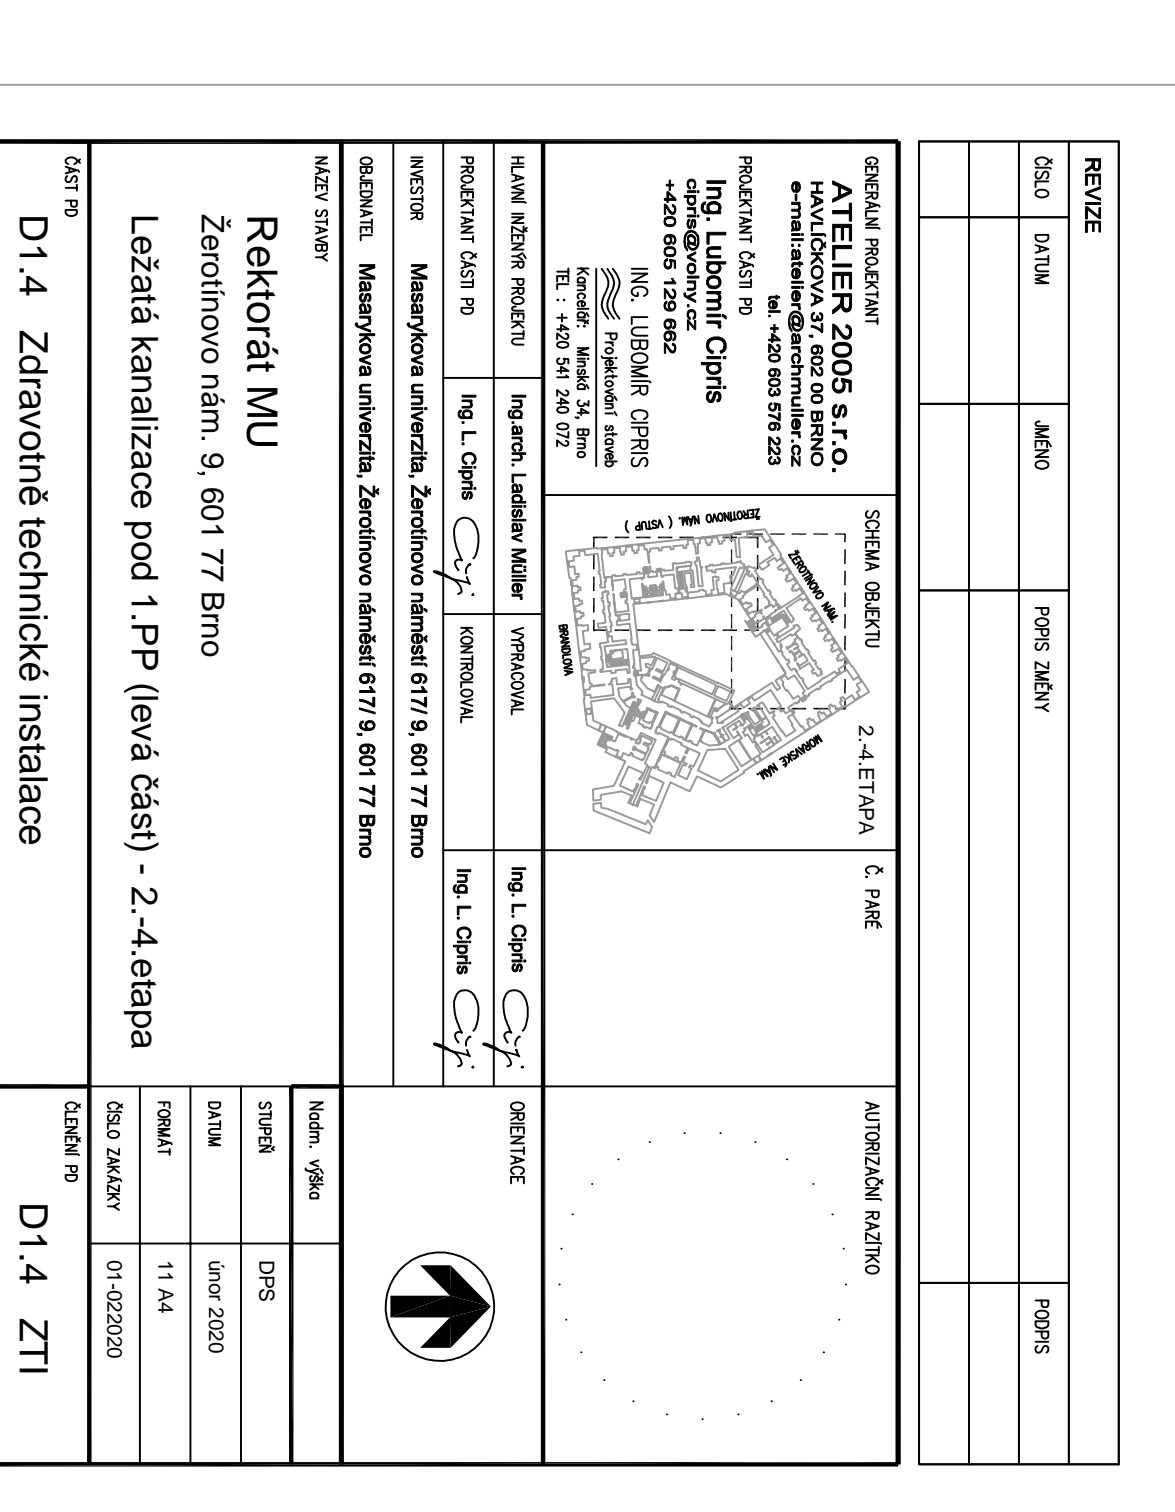 REVIZE
ČÍSLO DATUM JMÉNO POPIS ZMĚNY PODPIS
GENERÁLNÍ PROJEKTANT
ATELIER 2005 s.r.o.
HAVLÍČKOVA 37, 602 00 BRNO
e-mail:atelier@archmuller.cz
tel. +420 603 576 223
PROJEKTANT ČÁSTI PD
Ing. Lubomír Cipris
cipris@volny.cz
+420 605 129 662
ING. LUBOMÍR CIPRIS
Projektování staveb
Kancelář: Minská 34, Brno
TEL : +420 541 240 072
SCHEMA OBJEKTU
2.-4.ETAPA
ŽEROTÍNOVO NÁM.
MORAVSKÉ NÁM.
ŽEROTÍNOVO NÁM. ( VSTUP )
BRANDLOVA
Č. PARÉ
AUTORIZAČNÍ RAZÍTKO
HLAVNÍ INŽENÝR PROJEKTU Ing.arch. Ladislav Müller VYPRACOVAL Ing. L. Cipris
PROJEKTANT ČÁSTI PD Ing. L. Cipris KONTROLOVAL Ing. L. Cipris
INVESTOR Masarykova univerzita, Žerotínovo náměstí 617/ 9, 601 77 Brno
OBJEDNATEL Masarykova univerzita, Žerotínovo náměstí 617/ 9, 601 77 Brno
ORIENTACE
NÁZEV STAVBY
Rektorát MU
Žerotínovo nám. 9, 601 77 Brno
Ležatá kanalizace pod 1.PP (levá část) - 2.-4.etapa
Nadm. výška
STUPEŇ DPS
DATUM únor 2020
FORMÁT 11 A4
ČÍSLO ZAKÁZKY 01-022020
ČÁST PD
D1.4 Zdravotně technické instalace
ČLENĚNÍ PD
D1.4 ZTI